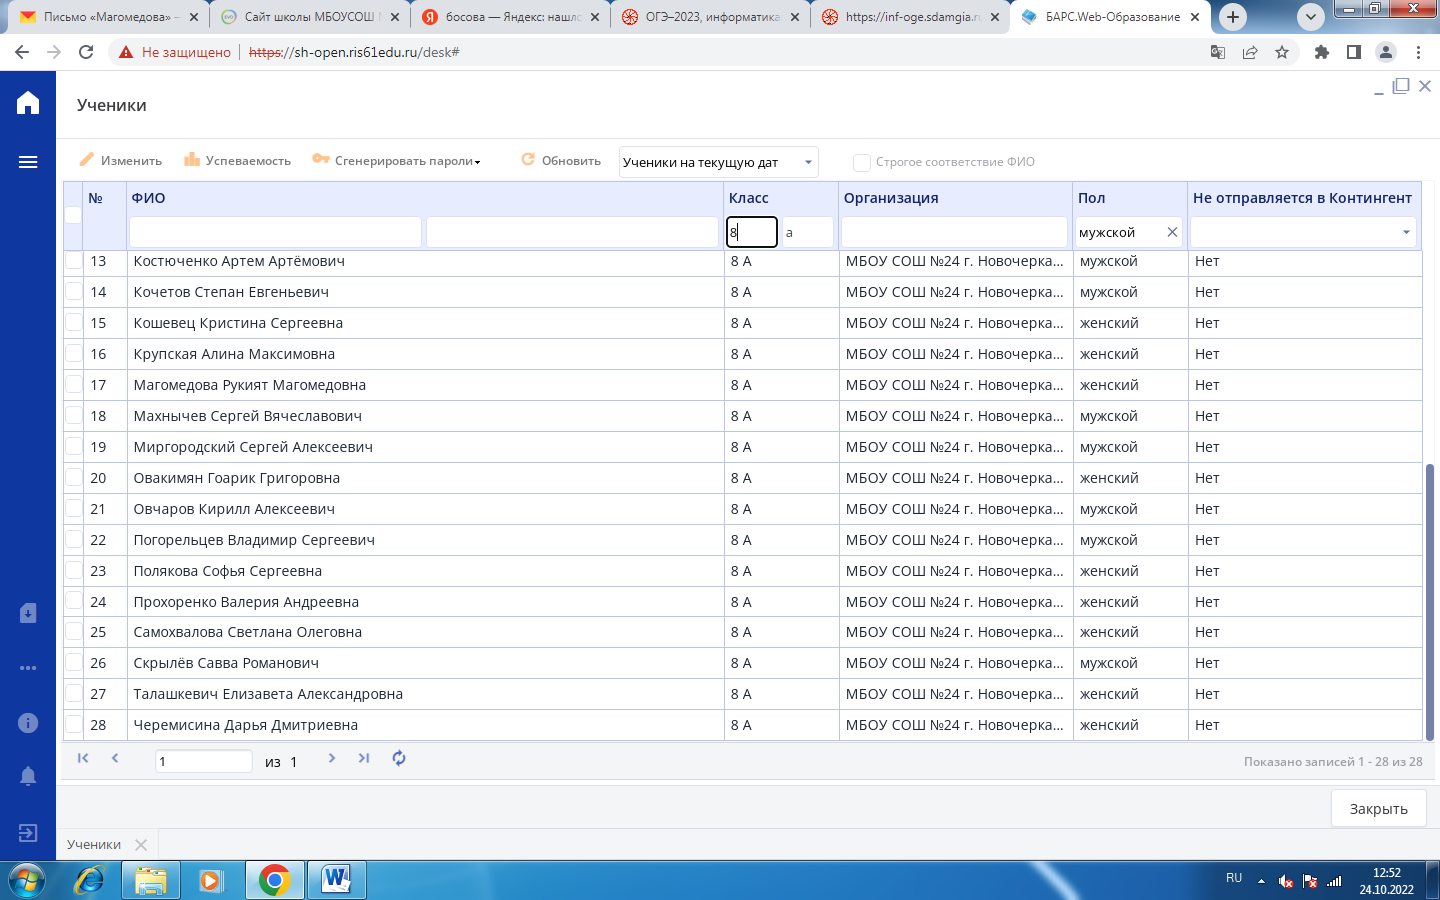 Письмо «Магомедова» –
Сайт школы МБОУСОШ
босова — Яндекс: нашло
ОГЭ–2023, информатика
https://inf-oge.sdamgia.ru
БАРС.Web-Образование
Не защищено
https://sh-open.ris61edu.ru/desk#
Ученики
Изменить
Успеваемость
Сгенерировать пароли
Обновить
Ученики на текущую дат
Строгое соответствие ФИО
№ ФИО Класс Организация Пол Не отправляется в Контингент
8 а мужской
13 Костюченко Артем Артёмович 8 А МБОУ СОШ №24 г. Новочерка... мужской Нет
14 Кочетов Степан Евгеньевич 8 А МБОУ СОШ №24 г. Новочерка... мужской Нет
15 Кошевец Кристина Сергеевна 8 А МБОУ СОШ №24 г. Новочерка... женский Нет
16 Крупская Алина Максимовна 8 А МБОУ СОШ №24 г. Новочерка... женский Нет
17 Магомедова Рукият Магомедовна 8 А МБОУ СОШ №24 г. Новочерка... женский Нет
18 Махнычев Сергей Вячеславович 8 А МБОУ СОШ №24 г. Новочерка... мужской Нет
19 Миргородский Сергей Алексеевич 8 А МБОУ СОШ №24 г. Новочерка... мужской Нет
20 Овакимян Гоарик Григоровна 8 А МБОУ СОШ №24 г. Новочерка... женский Нет
21 Овчаров Кирилл Алексеевич 8 А МБОУ СОШ №24 г. Новочерка... мужской Нет
22 Погорельцев Владимир Сергеевич 8 А МБОУ СОШ №24 г. Новочерка... мужской Нет
23 Полякова Софья Сергеевна 8 А МБОУ СОШ №24 г. Новочерка... женский Нет
24 Прохоренко Валерия Андреевна 8 А МБОУ СОШ №24 г. Новочерка... женский Нет
25 Самохвалова Светлана Олеговна 8 А МБОУ СОШ №24 г. Новочерка... женский Нет
26 Скрылёв Савва Романович 8 А МБОУ СОШ №24 г. Новочерка... мужской Нет
27 Талашкевич Елизавета Александровна 8 А МБОУ СОШ №24 г. Новочерка... женский Нет
28 Черемисина Дарья Дмитриевна 8 А МБОУ СОШ №24 г. Новочерка... женский Нет
1 из 1
Показано записей 1 - 28 из 28
Закрыть
Ученики
RU
12:52
24.10.2022